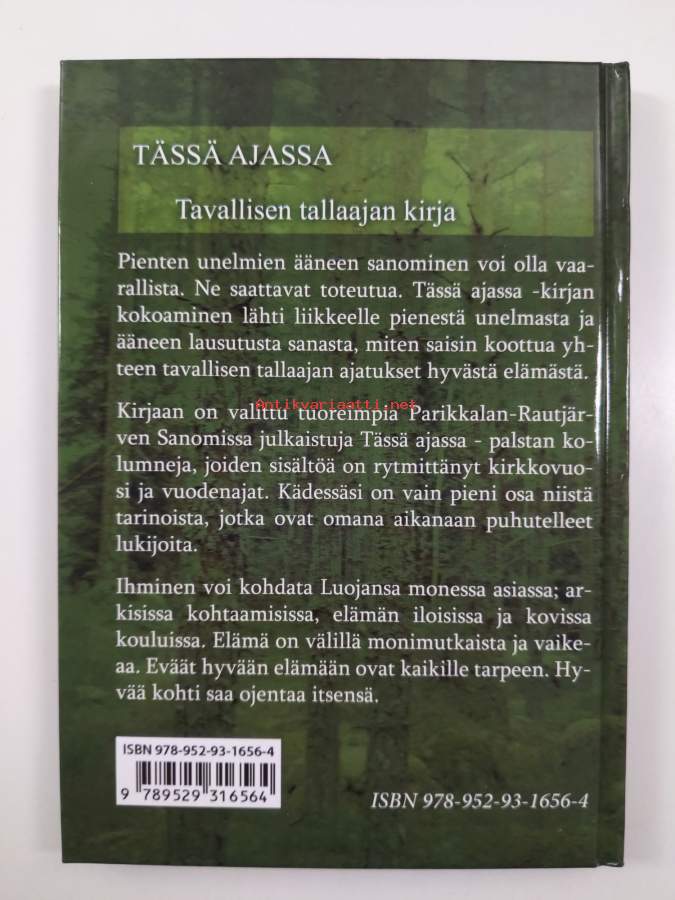 TÄSSÄ AJASSA
Tavallisen tallaajan kirja
Pienten unelmien ääneen sanominen voi olla vaa-
rallista. Ne saattavat toteutua. Tässä ajassa -kirjan
kokoaminen lähti liikkeelle pienestä unelmasta ja
ääneen lausutusta sanasta, miten saisin koottua yh-
teen tavallisen tallaajan ajatukset hyvästä elämästä.
Antikvariaatti.net
Kirjaan on valittu tuoreimpia Parikkalan-Rautjär-
ven Sanomissa julkaistuja Tässä ajassa - palstan ko-
lumneja, joiden sisältöä on rytmittänyt kirkkovuo-
si ja vuodenajat. Kädessäsi on vain pieni osa niistä
tarinoista, jotka ovat omana aikanaan puhutelleet
lukijoita.
Ihminen voi kohdata Luojansa monessa asiassa; ar-
kisissa kohtaamisissa, elämän iloisissa ja kovissa
kouluissa. Elämä on välillä monimutkaista ja vaike-
aa. Eväät hyvään elämään ovat kaikille tarpeen. Hy-
vää kohti saa ojentaa itsensä.
ISBN 978-952-93-1656-4
9 789529 316564
ISBN 978-952-93-1656-4